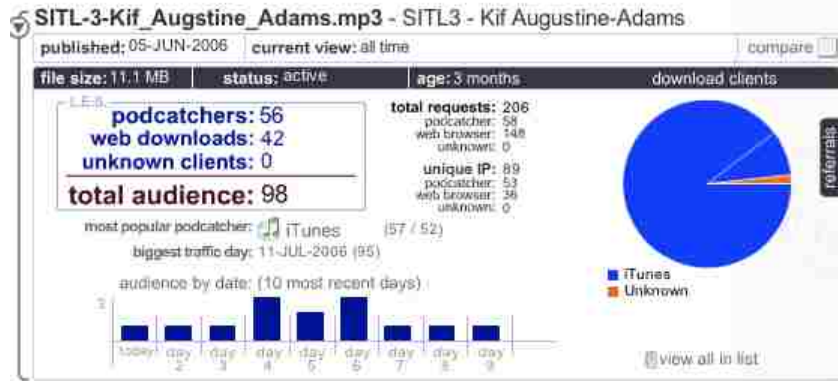 SITL-3-Kif_Augstine_Adams.mp3 - SITL3 - Kif Augustine-Adams
published: 05-JUN-2006 current view: all time compare
file size: 11.1 MB status: active age: 3 months download clients
L.E.S.
podcatchers: 56
web downloads: 42
unknown clients: 0
total audience: 98
total requests: 206
podcatcher: 58
web browser: 148
unknown: 0
unique IP: 89
podcatcher: 53
web browser: 36
unknown: 0
referrals
most popular podcatcher: iTunes (57 / 52)
biggest traffic day: 11-JUL-2006 (95)
iTunes
Unknown
audience by date: (10 most recent days)
today day 2 day 3 day 4 day 5 day 6 day 7 day 8 day 9
view all in list